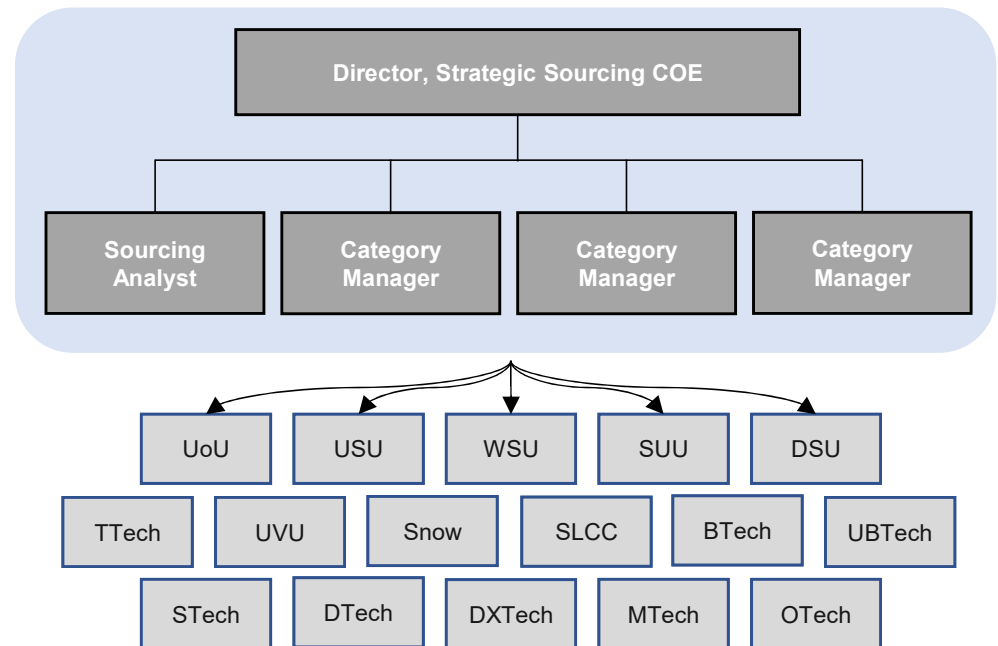 Director, Strategic Sourcing COE
Sourcing
Analyst
Category
Manager
Category
Manager
Category
Manager
UoU
USU
WSU
SUU
DSU
TTech
UVU
Snow
SLCC
BTech
UBTech
STech
DTech
DXTech
MTech
OTech